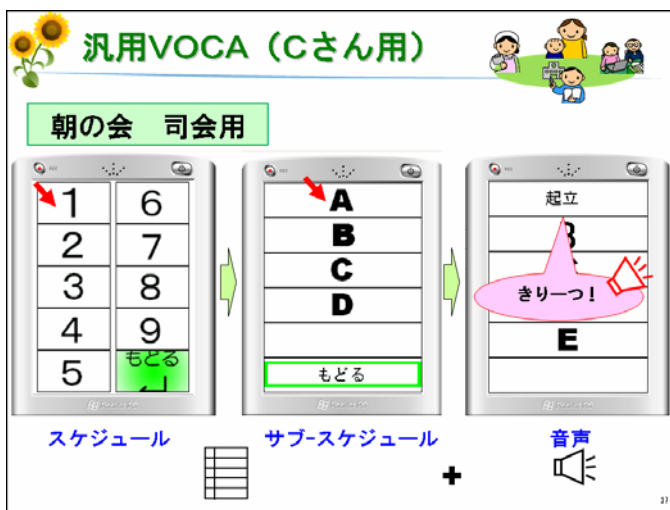 汎用VOCA（Cさん用）
朝の会　司会用
1
2
3
4
5
6
7
8
9
もどる
A
B
C
D
もどる
起立
きりーつ！
E
スケジュール
サブ-スケジュール
+
音声